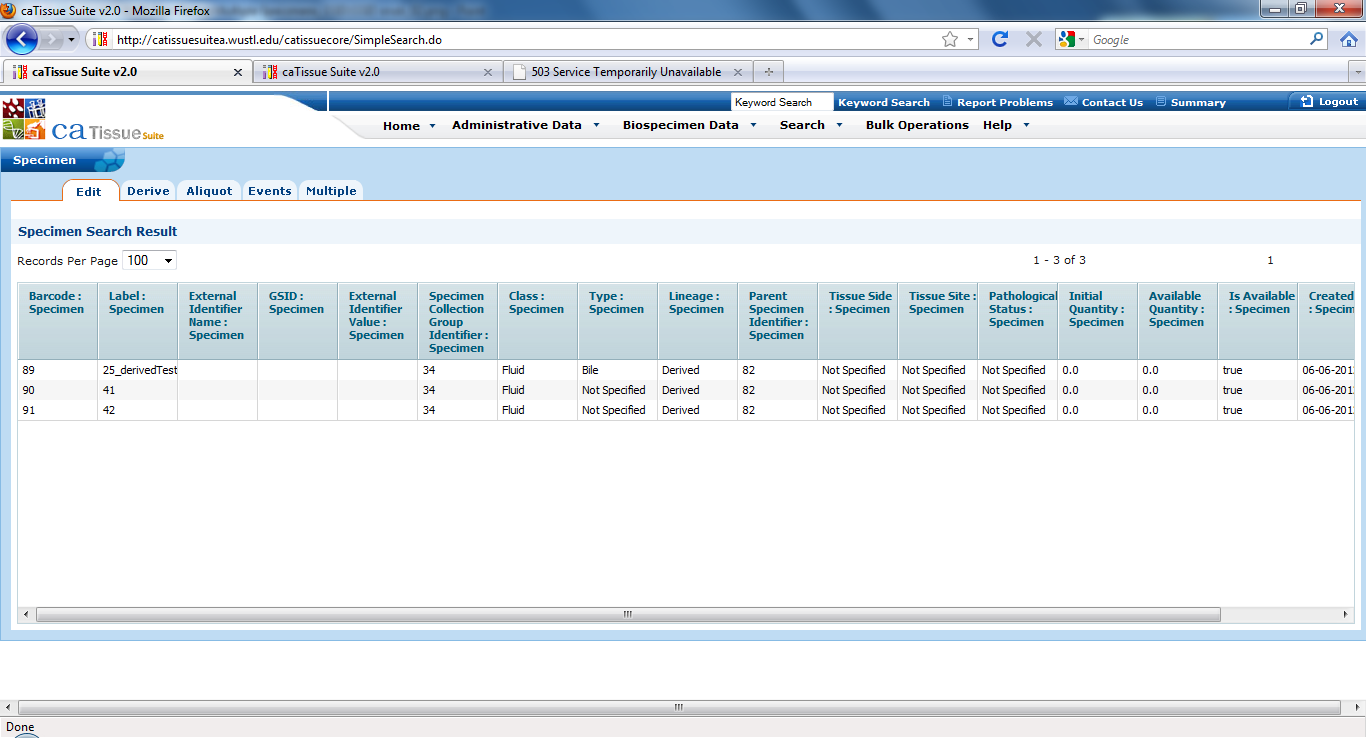 caTissue Suite v2.0 - Mozilla Firefox
http://catissuesuitea.wustl.edu/catissuecore/SimpleSearch.do
Google
caTissue Suite v2.0
caTissue Suite v2.0
503 Service Temporarily Unavailable
Keyword Search Keyword Search Report Problems Contact Us Summary Logout
ca Tissue Suite
Home Administrative Data Biospecimen Data Search Bulk Operations Help
Specimen
Edit Derive Aliquot Events Multiple
Specimen Search Result
Records Per Page 100 1 - 3 of 3 1
Barcode : Specimen Label : Specimen External Identifier Name : Specimen GSID : Specimen External Identifier Value : Specimen Specimen Collection Group Identifier : Specimen Class : Specimen Type : Specimen Lineage : Specimen Parent Specimen Identifier : Specimen Tissue Side : Specimen Tissue Site : Specimen Pathological Status : Specimen Initial Quantity : Specimen Available Quantity : Specimen Is Available : Specimen Created : Specim
89 25_derivedTest 34 Fluid Bile Derived 82 Not Specified Not Specified Not Specified 0.0 0.0 true 06-06-201
90 41 34 Fluid Not Specified Derived 82 Not Specified Not Specified Not Specified 0.0 0.0 true 06-06-201
91 42 34 Fluid Not Specified Derived 82 Not Specified Not Specified Not Specified 0.0 0.0 true 06-06-201
Done